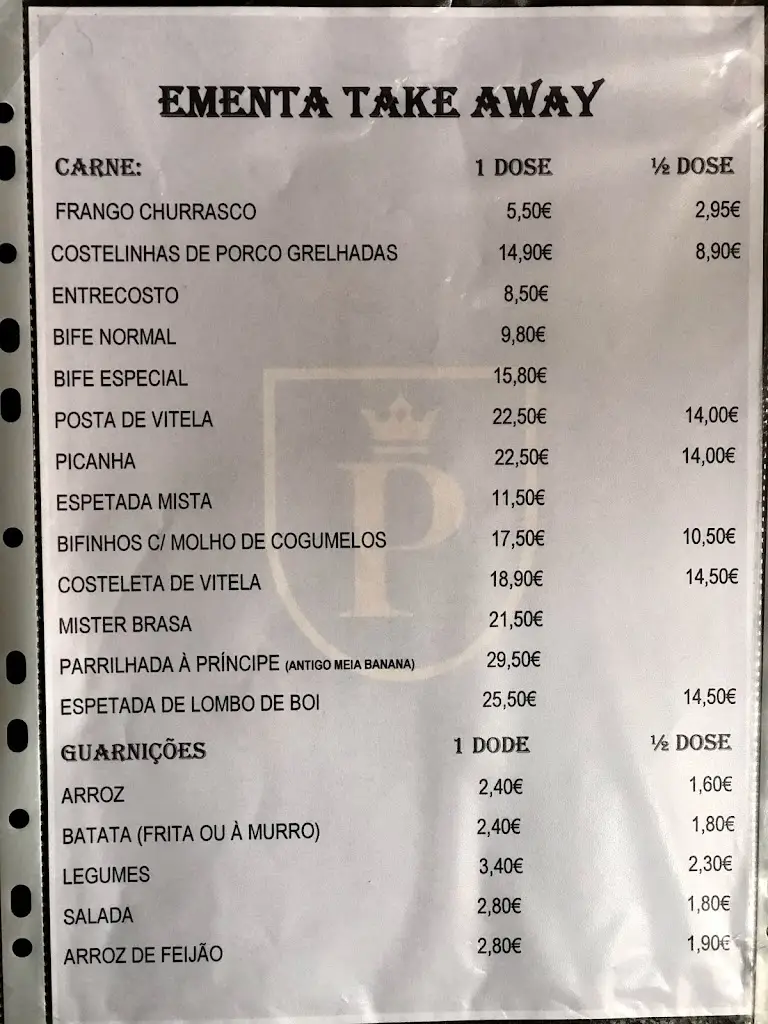 EMENTA TAKE AWAY
CARNE: 1 DOSE ½ DOSE
FRANGO CHURRASCO 5,50€ 2,95€
COSTELINHAS DE PORCO GRELHADAS 14,90€ 8,90€
ENTRECOSTO 8,50€
BIFE NORMAL 9,80€
BIFE ESPECIAL 15,80€
POSTA DE VITELA 22,50€ 14,00€
PICANHA 22,50€ 14,00€
ESPETADA MISTA 11,50€
BIFINHOS C/ MOLHO DE COGUMELOS 17,50€ 10,50€
COSTELETA DE VITELA 18,90€ 14,50€
MISTER BRASA 21,50€
PARRILHADA À PRÍNCIPE (ANTIGO MEIA BANANA) 29,50€
ESPETADA DE LOMBO DE BOI 25,50€ 14,50€
GUARNIÇÕES 1 DODE ½ DOSE
ARROZ 2,40€ 1,60€
BATATA (FRITA OU À MURRO) 2,40€ 1,80€
LEGUMES 3,40€ 2,30€
SALADA 2,80€ 1,80€
ARROZ DE FEIJÃO 2,80€ 1,90€
P